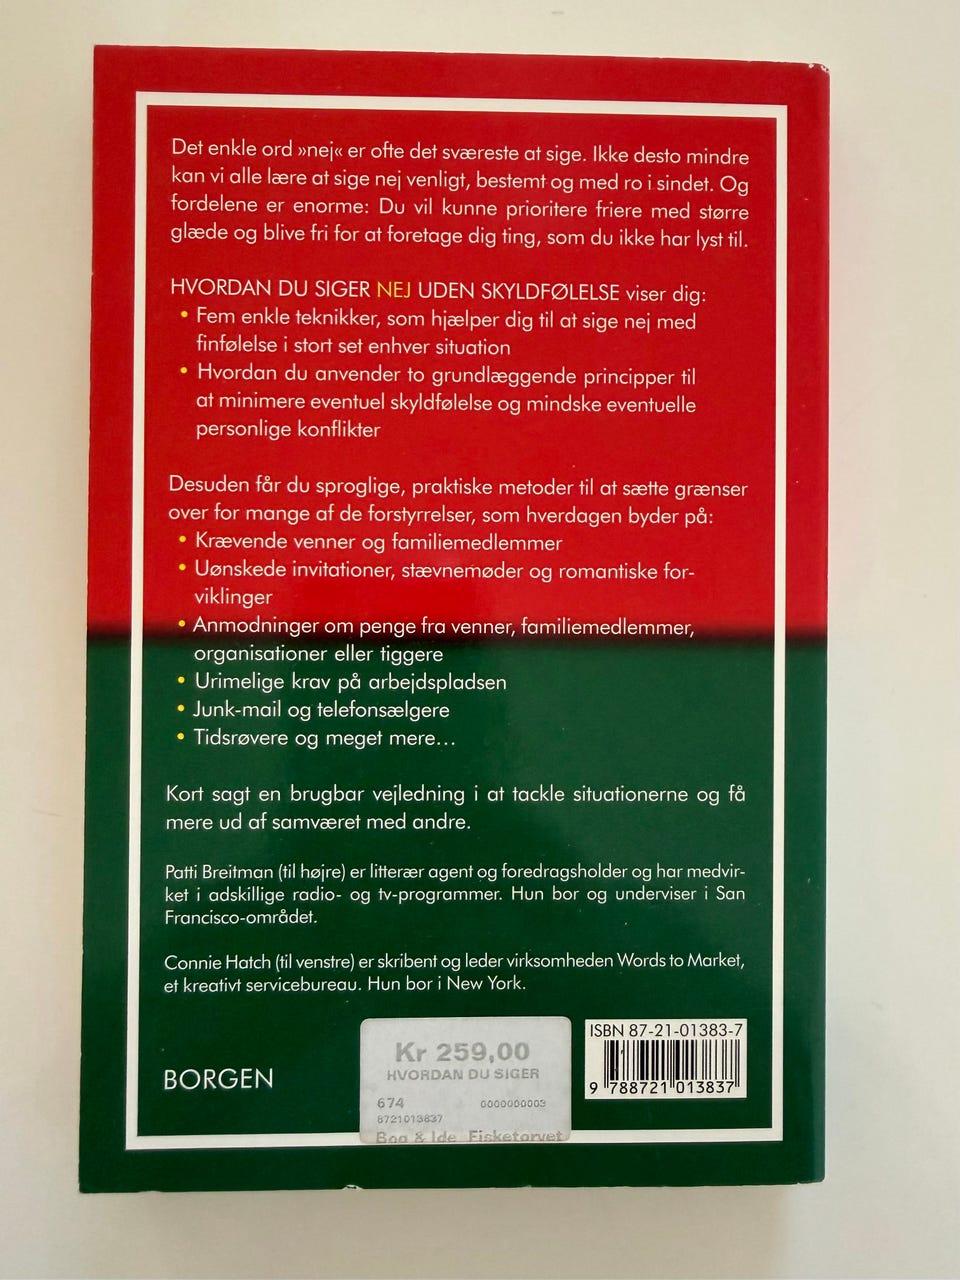 Det enkle ord »nej« er ofte det sværeste at sige. Ikke desto mindre
kan vi alle lære at sige nej venligt, bestemt og med ro i sindet. Og
fordelene er enorme: Du vil kunne prioritere friere med større
glæde og blive fri for at foretage dig ting, som du ikke har lyst til.
HVORDAN DU SIGER NEJ UDEN SKYLDFØLELSE viser dig:
• Fem enkle teknikker, som hjælper dig til at sige nej med
finfølelse i stort set enhver situation
• Hvordan du anvender to grundlæggende principper til
at minimere eventuel skyldfølelse og mindske eventuelle
personlige konflikter
Desuden får du sproglige, praktiske metoder til at sætte grænser
over for mange af de forstyrrelser, som hverdagen byder på:
• Krævende venner og familiemedlemmer
• Uønskede invitationer, stævnemøder og romantiske for-
viklinger
• Anmodninger om penge fra venner, familiemedlemmer,
organisationer eller tiggere
• Urimelige krav på arbejdspladsen
• Junk-mail og telefonsælgere
• Tidsrøvere og meget mere...
Kort sagt en brugbar vejledning i at tackle situationerne og få
mere ud af samværet med andre.
Patti Breitman (til højre) er litterær agent og foredragsholder og har medvir-
ket i adskillige radio- og tv-programmer. Hun bor og underviser i San
Francisco-området.
Connie Hatch (til venstre) er skribent og leder virksomheden Words to Market,
et kreativt servicebureau. Hun bor i New York.
BORGEN
Kr 259,00
HVORDAN DU SIGER
674 0000000003
8721013837
Bog & Ide Fisketorvet
ISBN 87-21-01383-7
9 788721 013837